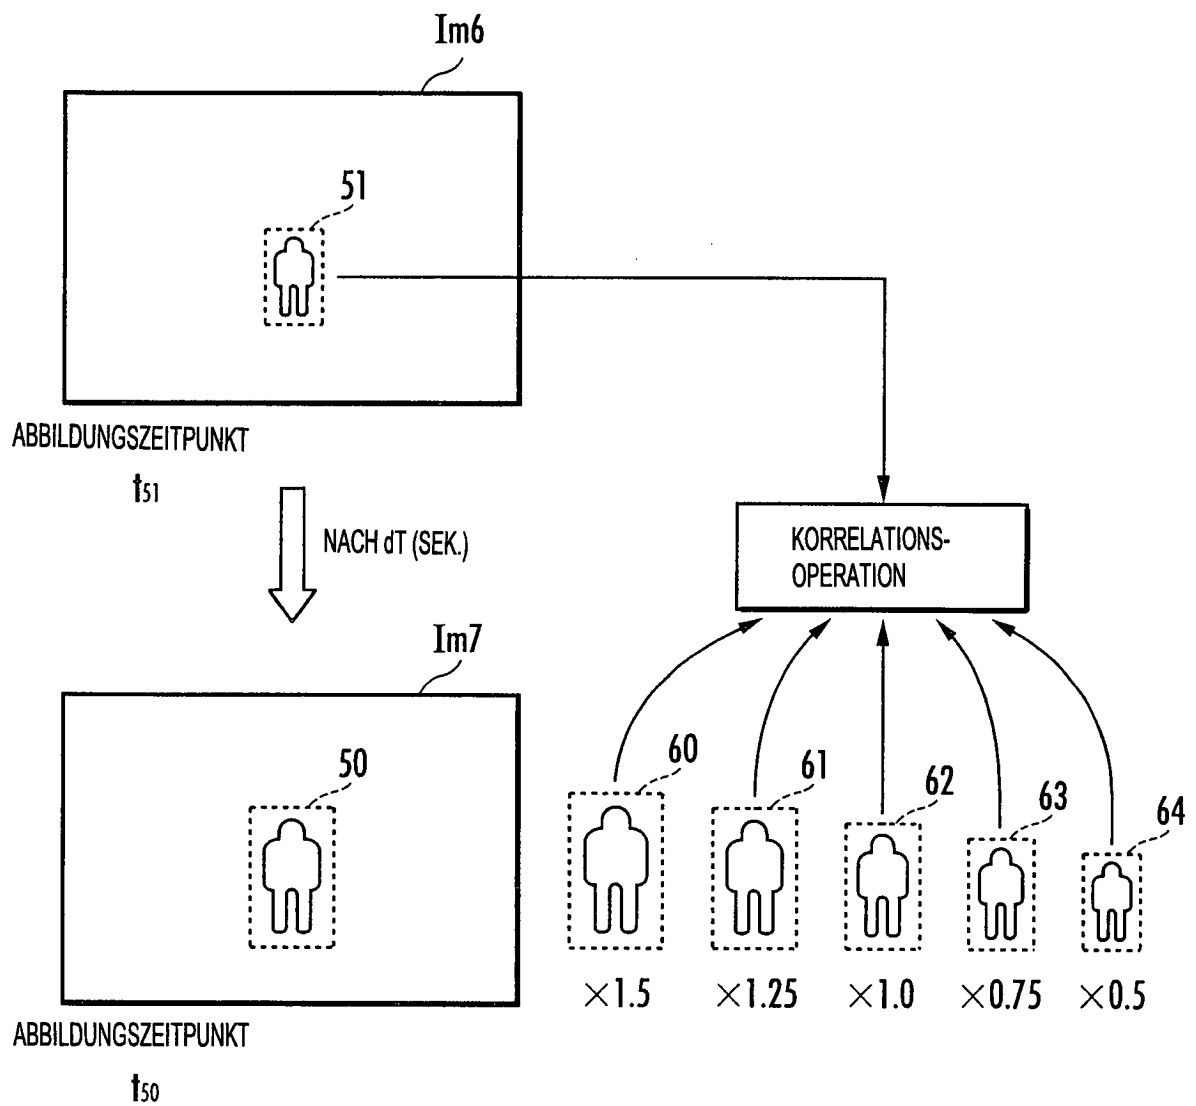 Im6
51
ABBILDUNGSZEITPUNKT
t51
NACH dT (SEK.)
KORRELATIONS-
OPERATION
Im7
50
60
61
62
63
64
×1.5
×1.25
×1.0
×0.75
×0.5
ABBILDUNGSZEITPUNKT
t50